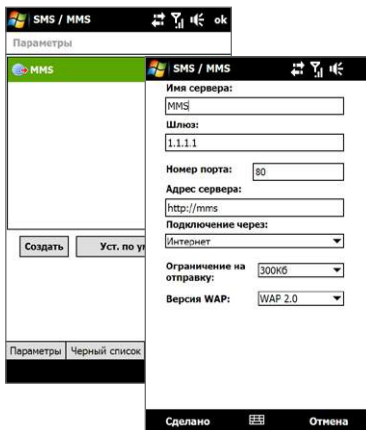 SMS / MMS
ok
Параметры
MMS
Создать
Уст. по
Параметры
Черный список
SMS / MMS
Имя сервера:
MMS
Шлюз:
1.1.1.1
Номер порта:
80
Адрес сервера:
http://mms
Подключение через:
Интернет
Ограничение на
отправку:
300Кб
Версия WAP:
WAP 2.0
Сделано
Отмена